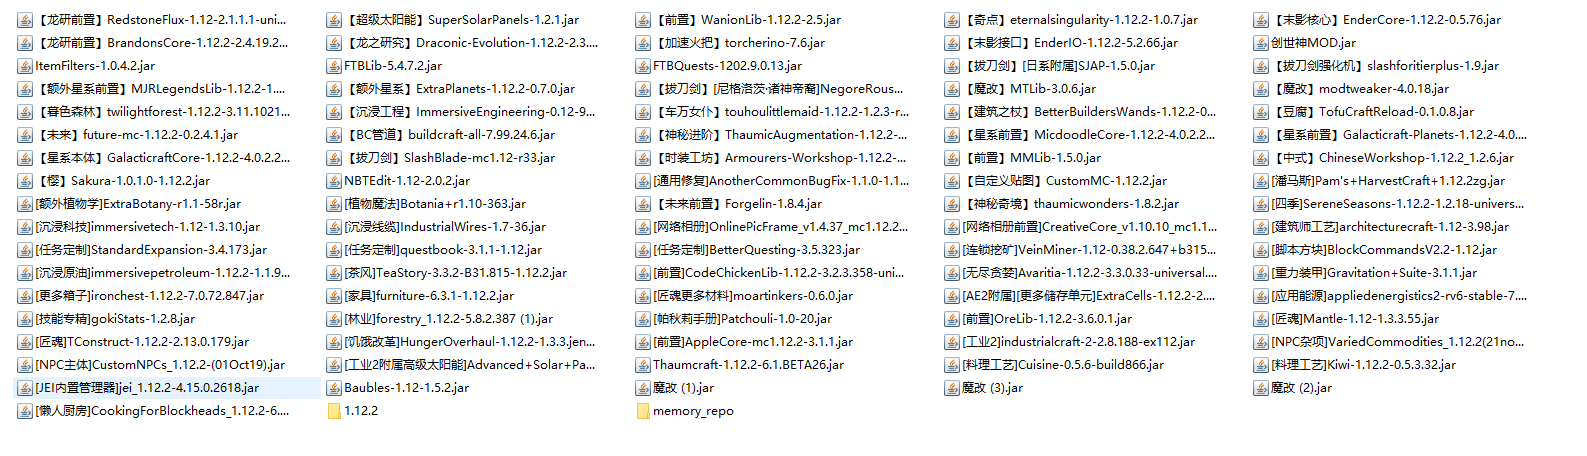 【龙研前置】RedstoneFlux-1.12-2.1.1.1-uni...
【超级太阳能】SuperSolarPanels-1.2.1.jar
【前置】WanionLib-1.12.2-2.5.jar
【奇点】eternalsingularity-1.12.2-1.0.7.jar
【末影核心】EnderCore-1.12.2-0.5.76.jar
【龙研前置】BrandonsCore-1.12.2-2.4.19.2...
【龙之研究】Draconic-Evolution-1.12.2-2.3....
【加速火把】torcherino-7.6.jar
【末影接口】EnderIO-1.12.2-5.2.66.jar
创世神MOD.jar
ItemFilters-1.0.4.2.jar
FTBLib-5.4.7.2.jar
FTBQuests-1202.9.0.13.jar
【拔刀剑】[日系附属]SJAP-1.5.0.jar
【拔刀剑强化机】slashforitierplus-1.9.jar
【额外星系前置】MJRLegendsLib-1.12.2-1....
【额外星系】ExtraPlanets-1.12.2-0.7.0.jar
【拔刀剑】[尼格洛茨·诸神帝裔]NegoreRous...
【魔改】MTLib-3.0.6.jar
【魔改】modtweaker-4.0.18.jar
【暮色森林】twilightforest-1.12.2-3.11.1021...
【沉浸工程】ImmersiveEngineering-0.12-9...
【车万女仆】touhoulittlemaid-1.12.2-1.2.3-r...
【建筑之杖】BetterBuildersWands-1.12.2-0...
【豆腐】TofuCraftReload-0.1.0.8.jar
【未来】future-mc-1.12.2-0.2.4.1.jar
【BC管道】buildcraft-all-7.99.24.6.jar
【神秘进阶】ThaumicAugmentation-1.12.2-...
【星系前置】MicdoodleCore-1.12.2-4.0.2.2...
【星系前置】Galacticraft-Planets-1.12.2-4.0....
【星系本体】GalacticraftCore-1.12.2-4.0.2.2...
【拔刀剑】SlashBlade-mc1.12-r33.jar
【时装工坊】Armourers-Workshop-1.12.2-...
【前置】MMLib-1.5.0.jar
【中式】ChineseWorkshop-1.12.2_1.2.6.jar
【樱】Sakura-1.0.1.0-1.12.2.jar
NBTEdit-1.12-2.0.2.jar
[通用修复]AnotherCommonBugFix-1.1.0-1.1...
【自定义贴图】CustomMC-1.12.2.jar
[潘马斯]Pam's+HarvestCraft+1.12.2zg.jar
[额外植物学]ExtraBotany-r1.1-58r.jar
[植物魔法]Botania+r1.10-363.jar
【未来前置】Forgelin-1.8.4.jar
【神秘奇境】thaumicwonders-1.8.2.jar
[四季]SereneSeasons-1.12.2-1.2.18-univers...
[沉浸科技]immersivetech-1.12-1.3.10.jar
[沉浸线缆]IndustrialWires-1.7-36.jar
[网络相册]OnlinePicFrame_v1.4.37_mc1.12.2...
[网络相册前置]CreativeCore_v1.10.10_mc1.1...
[建筑师工艺]architecturecraft-1.12-3.98.jar
[任务定制]StandardExpansion-3.4.173.jar
[任务定制]questbook-3.1.1-1.12.jar
[任务定制]BetterQuesting-3.5.323.jar
[连锁挖矿]VeinMiner-1.12-0.38.2.647+b315...
[脚本方块]BlockCommandsV2.2-1.12.jar
[沉浸原油]immersivepetroleum-1.12.2-1.1.9...
[茶风]TeaStory-3.3.2-B31.815-1.12.2.jar
[前置]CodeChickenLib-1.12.2-3.2.3.358-uni...
[无尽贪婪]Avaritia-1.12.2-3.3.0.33-universal....
[重力装甲]Gravitation+Suite-3.1.1.jar
[更多箱子]ironchest-1.12.2-7.0.72.847.jar
[家具]furniture-6.3.1-1.12.2.jar
[匠魂更多材料]moartinkers-0.6.0.jar
[AE2附属][更多储存单元]ExtraCells-1.12.2-2....
[应用能源]appliedenergistics2-rv6-stable-7....
[技能专精]gokiStats-1.2.8.jar
[林业]forestry_1.12.2-5.8.2.387 (1).jar
[帕秋莉手册]Patchouli-1.0-20.jar
[前置]OreLib-1.12.2-3.6.0.1.jar
[匠魂]Mantle-1.12-1.3.3.55.jar
[匠魂]TConstruct-1.12.2-2.13.0.179.jar
[饥饿改革]HungerOverhaul-1.12.2-1.3.3.jen...
[前置]AppleCore-mc1.12.2-3.1.1.jar
[工业2]industrialcraft-2-2.8.188-ex112.jar
[NPC杂项]VariedCommodities_1.12.2(21no...
[NPC主体]CustomNPCs_1.12.2-(01Oct19).jar
[工业2附属高级太阳能]Advanced+Solar+Pa...
Thaumcraft-1.12.2-6.1.BETA26.jar
[料理工艺]Cuisine-0.5.6-build866.jar
[料理工艺]Kiwi-1.12.2-0.5.3.32.jar
[JEI内置管理器]jei_1.12.2-4.15.0.2618.jar
Baubles-1.12-1.5.2.jar
魔改 (1).jar
魔改 (3).jar
魔改 (2).jar
[懒人厨房]CookingForBlockheads_1.12.2-6....
1.12.2
memory_repo